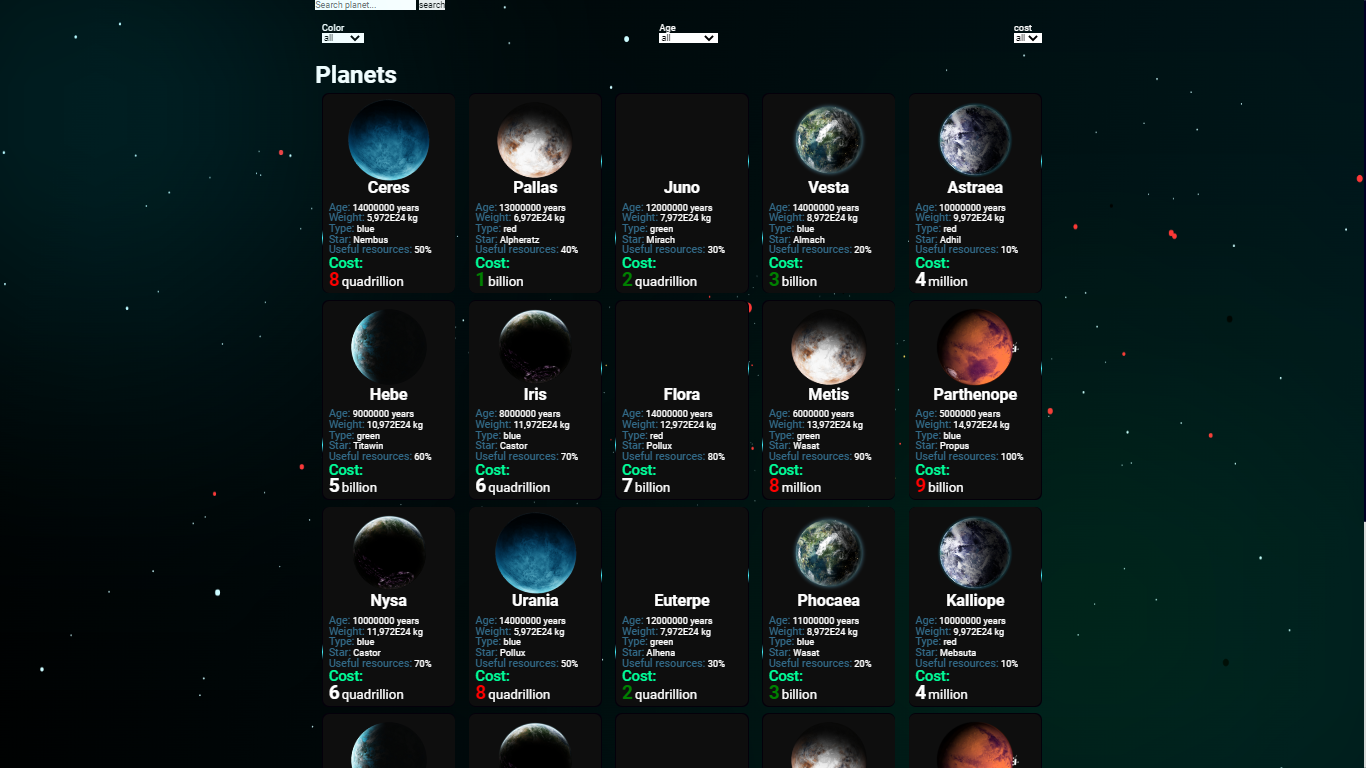 Search planet... search
Color Age cost
all all all
Planets
Ceres Pallas Juno Vesta Astraea
Age: 14000000 years Age: 13000000 years Age: 12000000 years Age: 14000000 years Age: 10000000 years
Weight: 5,972E24 kg Weight: 6,972E24 kg Weight: 7,972E24 kg Weight: 8,972E24 kg Weight: 9,972E24 kg
Type: blue Type: red Type: green Type: blue Type: red
Star: Nembus Star: Alpheratz Star: Mirach Star: Almach Star: Adhil
Useful resources: 50% Useful resources: 40% Useful resources: 30% Useful resources: 20% Useful resources: 10%
Cost: Cost: Cost: Cost: Cost:
8 quadrillion 1 billion 2 quadrillion 3 billion 4 million
Hebe Iris Flora Metis Parthenope
Age: 9000000 years Age: 8000000 years Age: 14000000 years Age: 6000000 years Age: 5000000 years
Weight: 10,972E24 kg Weight: 11,972E24 kg Weight: 12,972E24 kg Weight: 13,972E24 kg Weight: 14,972E24 kg
Type: green Type: blue Type: red Type: green Type: blue
Star: Titawin Star: Castor Star: Pollux Star: Wasat Star: Propus
Useful resources: 60% Useful resources: 70% Useful resources: 80% Useful resources: 90% Useful resources: 100%
Cost: Cost: Cost: Cost: Cost:
5 billion 6 quadrillion 7 billion 8 million 9 billion
Nysa Urania Euterpe Phocaea Kalliope
Age: 10000000 years Age: 14000000 years Age: 12000000 years Age: 11000000 years Age: 10000000 years
Weight: 11,972E24 kg Weight: 5,972E24 kg Weight: 7,972E24 kg Weight: 8,972E24 kg Weight: 9,972E24 kg
Type: blue Type: blue Type: green Type: blue Type: red
Star: Castor Star: Pollux Star: Alhena Star: Wasat Star: Mebsuta
Useful resources: 70% Useful resources: 50% Useful resources: 30% Useful resources: 20% Useful resources: 10%
Cost: Cost: Cost: Cost: Cost:
6 quadrillion 8 quadrillion 2 quadrillion 3 billion 4 million